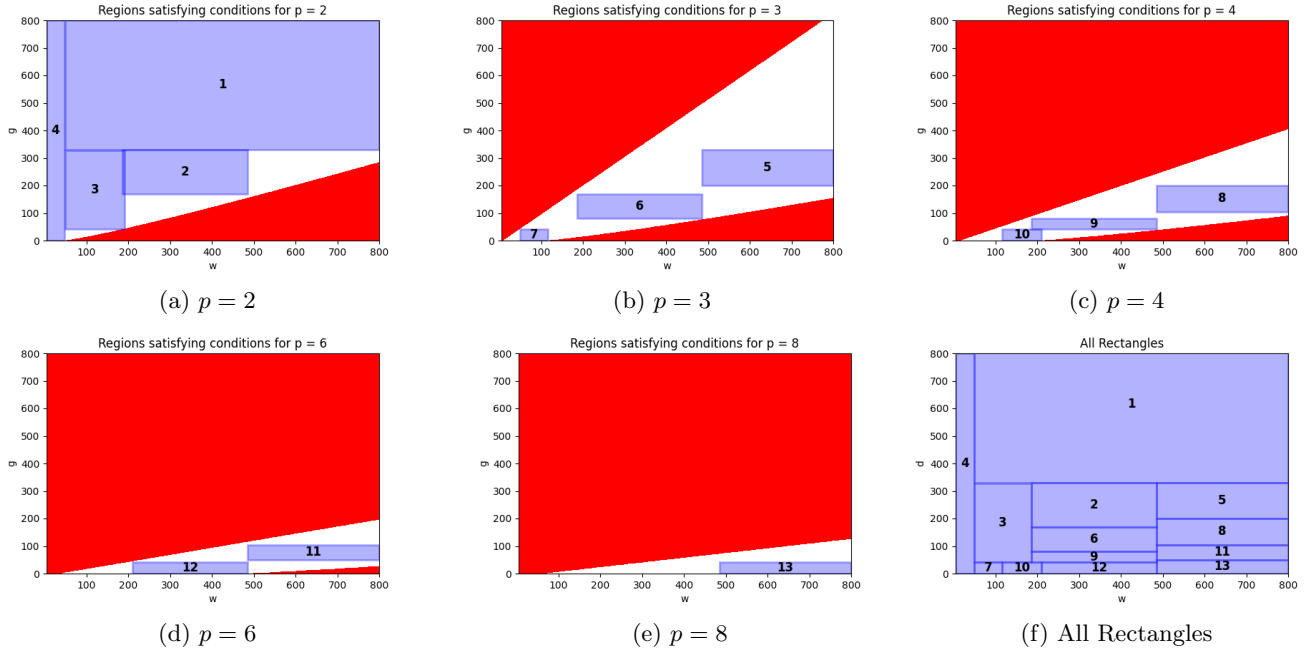 Regions satisfying conditions for p = 2
800
700
600
500
400
300
200
100
0
g
1
4
2
3
100 200 300 400 500 600 700 800
w
(a) p = 2
Regions satisfying conditions for p = 3
800
700
600
500
400
300
200
100
0
g
5
6
7
100 200 300 400 500 600 700 800
w
(b) p = 3
Regions satisfying conditions for p = 4
800
700
600
500
400
300
200
100
0
g
8
9
10
100 200 300 400 500 600 700 800
w
(c) p = 4
Regions satisfying conditions for p = 6
800
700
600
500
400
300
200
100
0
g
11
12
100 200 300 400 500 600 700 800
w
(d) p = 6
Regions satisfying conditions for p = 8
800
700
600
500
400
300
200
100
0
g
13
100 200 300 400 500 600 700 800
w
(e) p = 8
All Rectangles
800
700
600
500
400
300
200
100
0
d
1
4
2 5
3
6 8
9 11
7 10 12 13
100 200 300 400 500 600 700 800
w
(f) All Rectangles